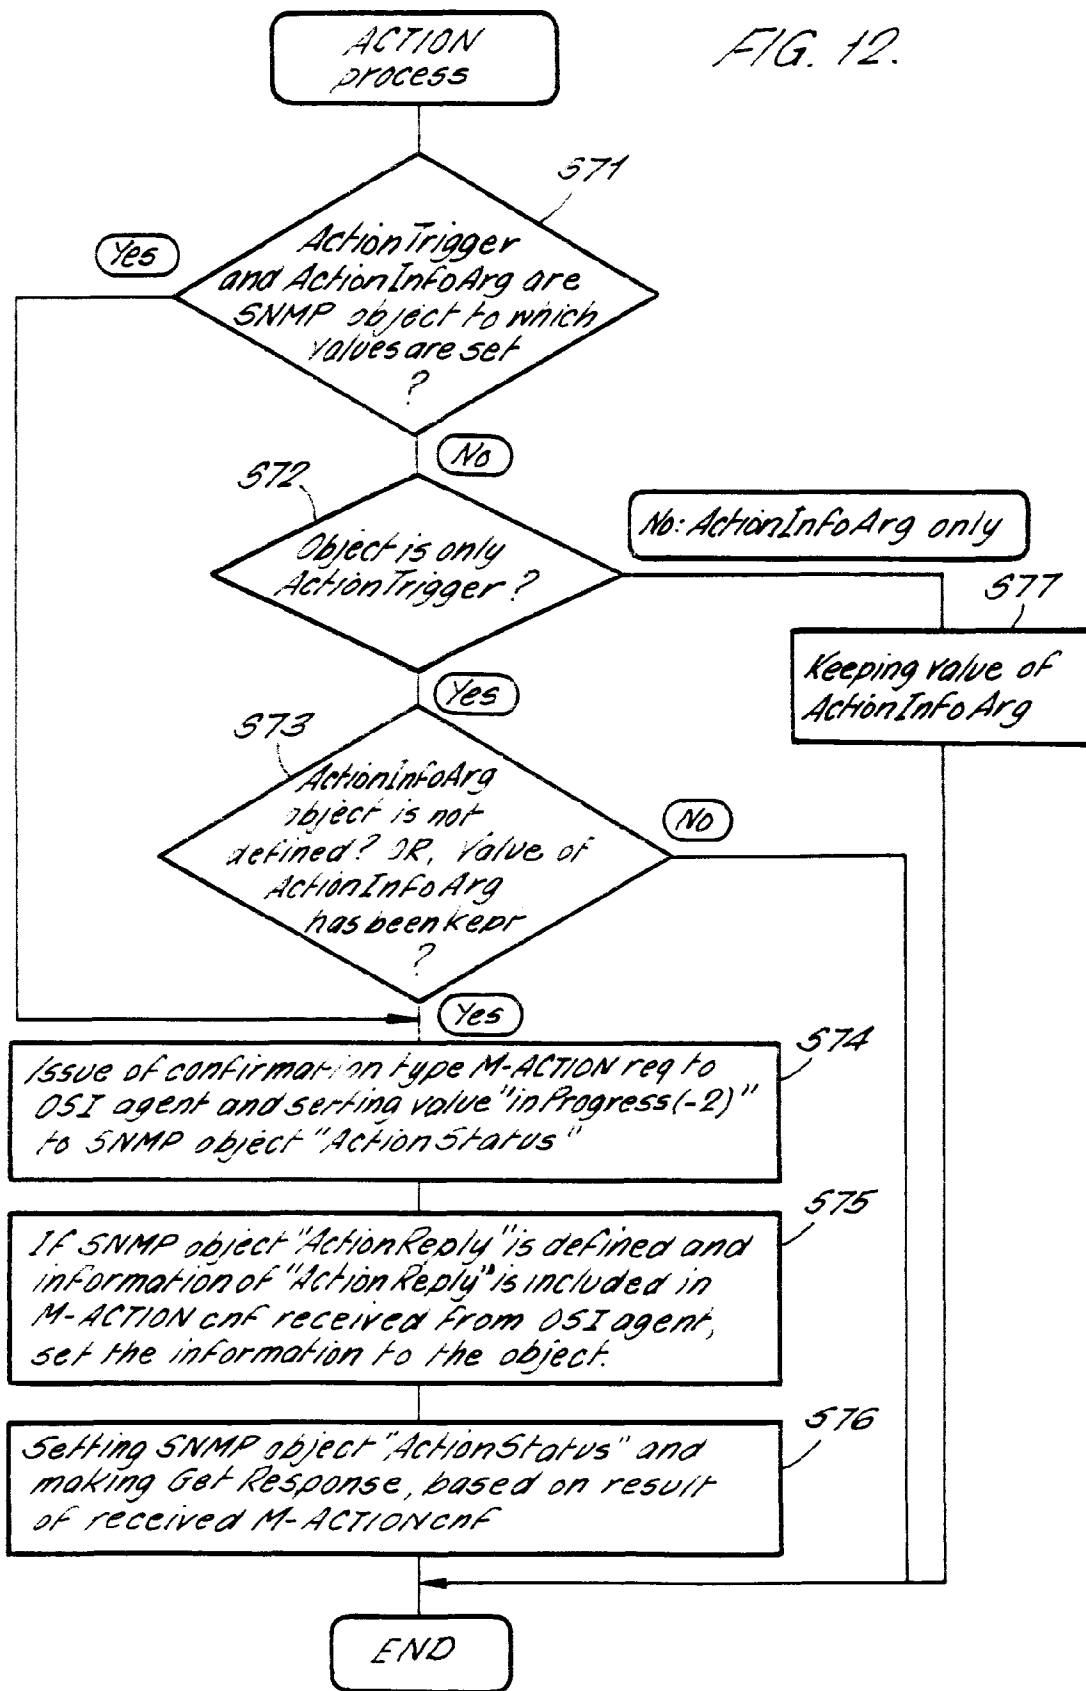 FIG. 12.
ACTION
process
S71
Yes
ActionTrigger
and ActionInfoArg are
SNMP object to which
values are set
?
No
S72
Object is only
ActionTrigger ?
No: ActionInfoArg only
S77
Keeping value of
ActionInfoArg
Yes
S73
ActionInfoArg
object is not
defined? OR, Value of
ActionInfoArg
has been kept
?
No
Yes
S74
Issue of confirmation type M-ACTION req to
OSI agent and setting value "inProgress(-2)"
to SNMP object "ActionStatus"
S75
If SNMP object "ActionReply" is defined and
information of "ActionReply" is included in
M-ACTION cnf received from OSI agent,
set the information to the object.
S76
Setting SNMP object "ActionStatus" and
making Get Response, based on result
of received M-ACTION cnf
END